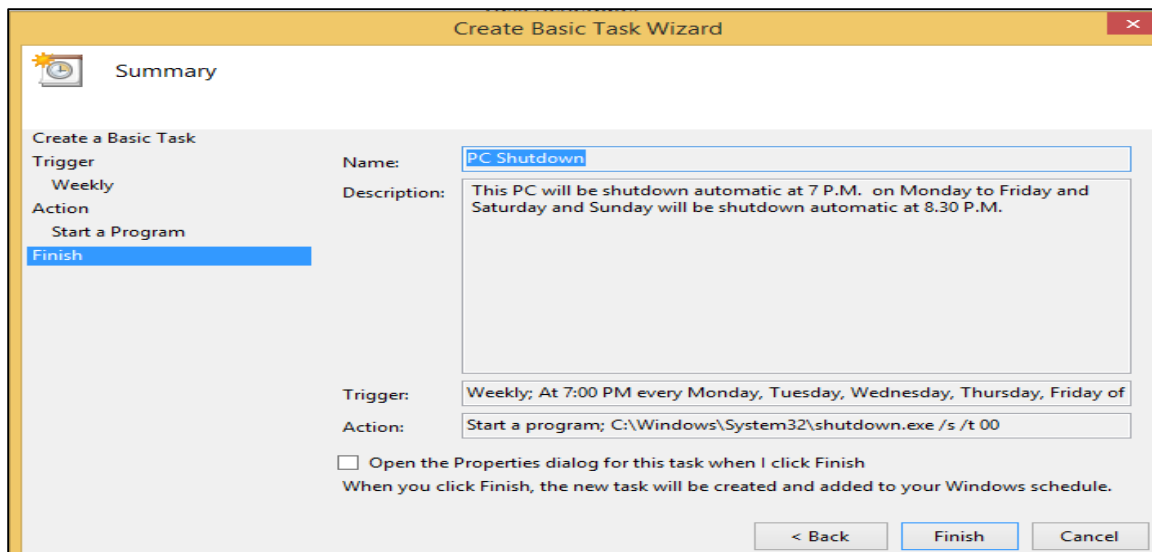 Create Basic Task Wizard
Summary
Create a Basic Task
Trigger
Weekly
Action
Start a Program
Finish
Name: PC Shutdown
Description: This PC will be shutdown automatic at 7 P.M. on Monday to Friday and
Saturday and Sunday will be shutdown automatic at 8.30 P.M.
Trigger: Weekly; At 7:00 PM every Monday, Tuesday, Wednesday, Thursday, Friday of
Action: Start a program; C:\Windows\System32\shutdown.exe /s /t 00
Open the Properties dialog for this task when I click Finish
When you click Finish, the new task will be created and added to your Windows schedule.
< Back Finish Cancel